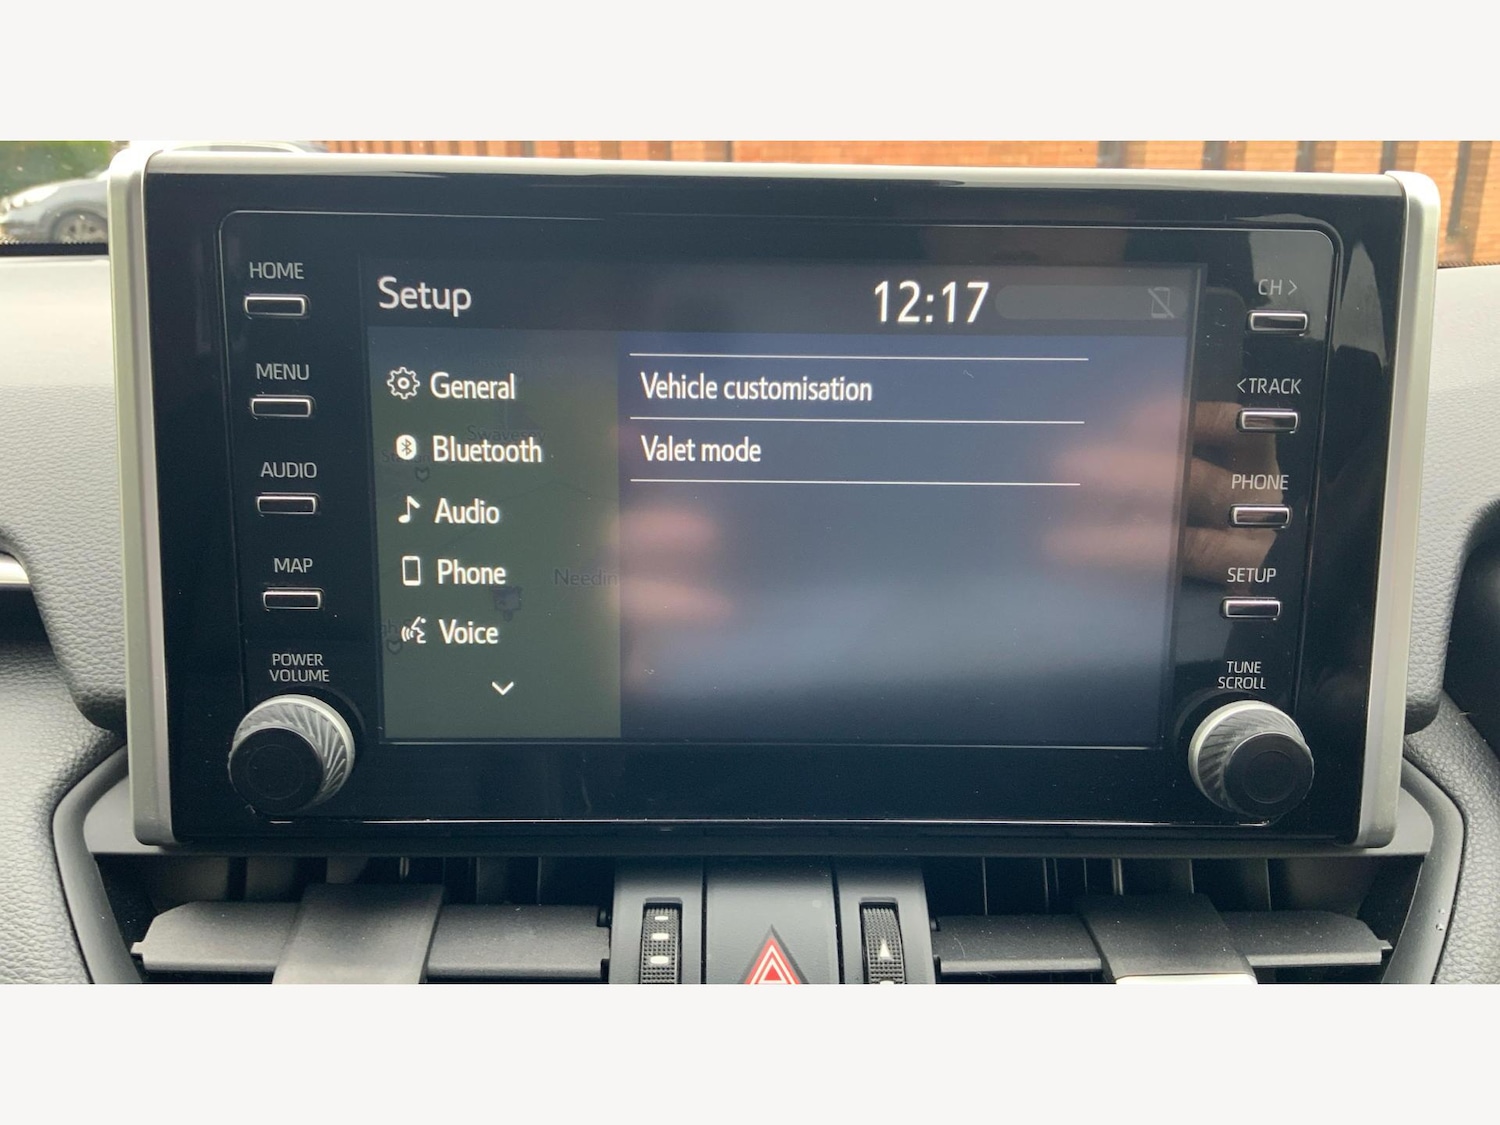 HOME
MENU
AUDIO
MAP
POWER
VOLUME
Setup
12:17
General
Bluetooth
Audio
Phone
Voice
Vehicle customisation
Valet mode
Needin
CH >
<TRACK
PHONE
SETUP
TUNE
SCROLL